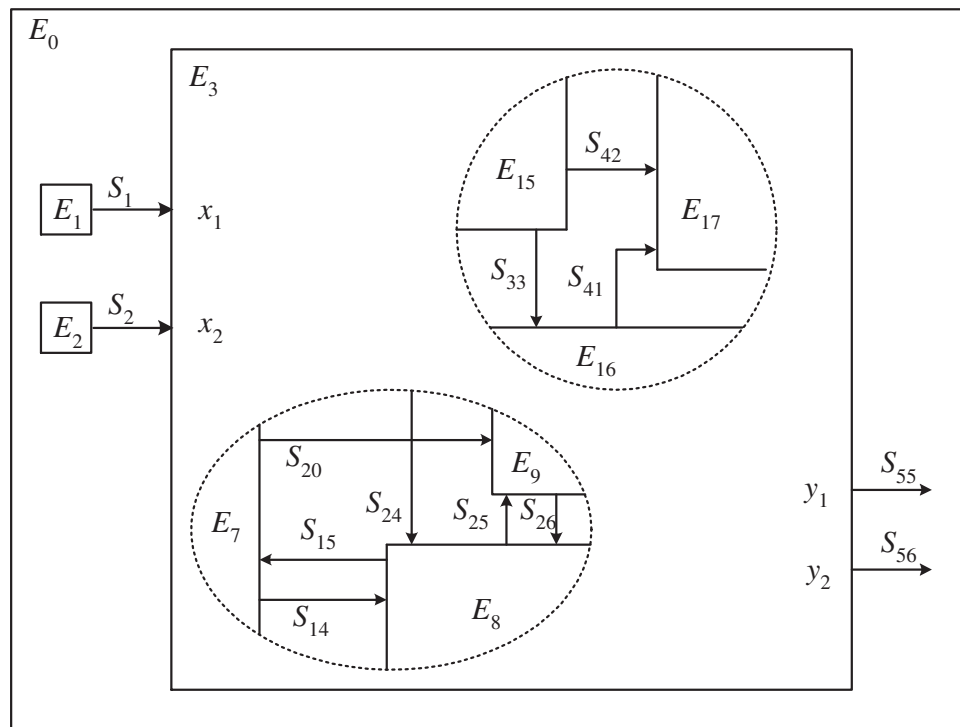 E₀
E₃
E₁₅
S₄₂
E₁₇
S₃₃
S₄₁
E₁₆
E₁
S₁
x₁
E₂
S₂
x₂
S₂₀
E₉
E₇
S₂₄
S₂₅
S₂₆
S₁₅
S₁₄
E₈
y₁
S₅₅
y₂
S₅₆